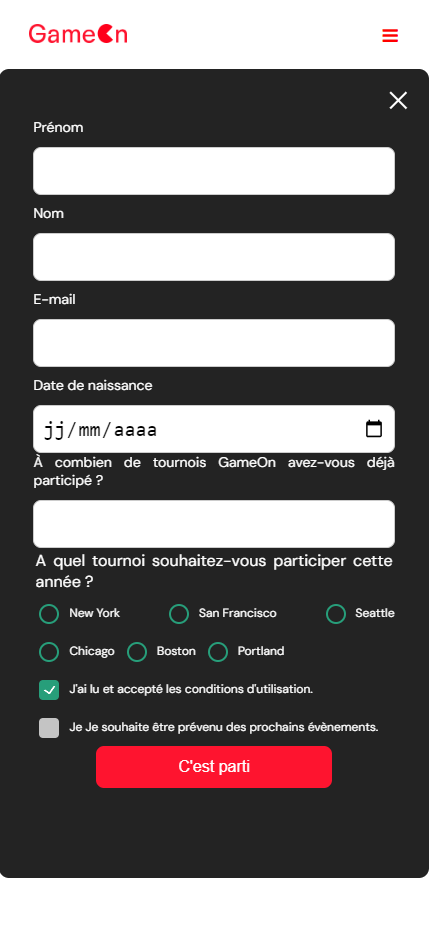 GameOn
Prénom
Nom
E-mail
Date de naissance
jj/mm/aaaa
À combien de tournois GameOn avez-vous déjà
participé ?
A quel tournoi souhaitez-vous participer cette
année ?
New York San Francisco Seattle
Chicago Boston Portland
J'ai lu et accepté les conditions d'utilisation.
Je Je souhaite être prévenu des prochains évènements.
C'est parti